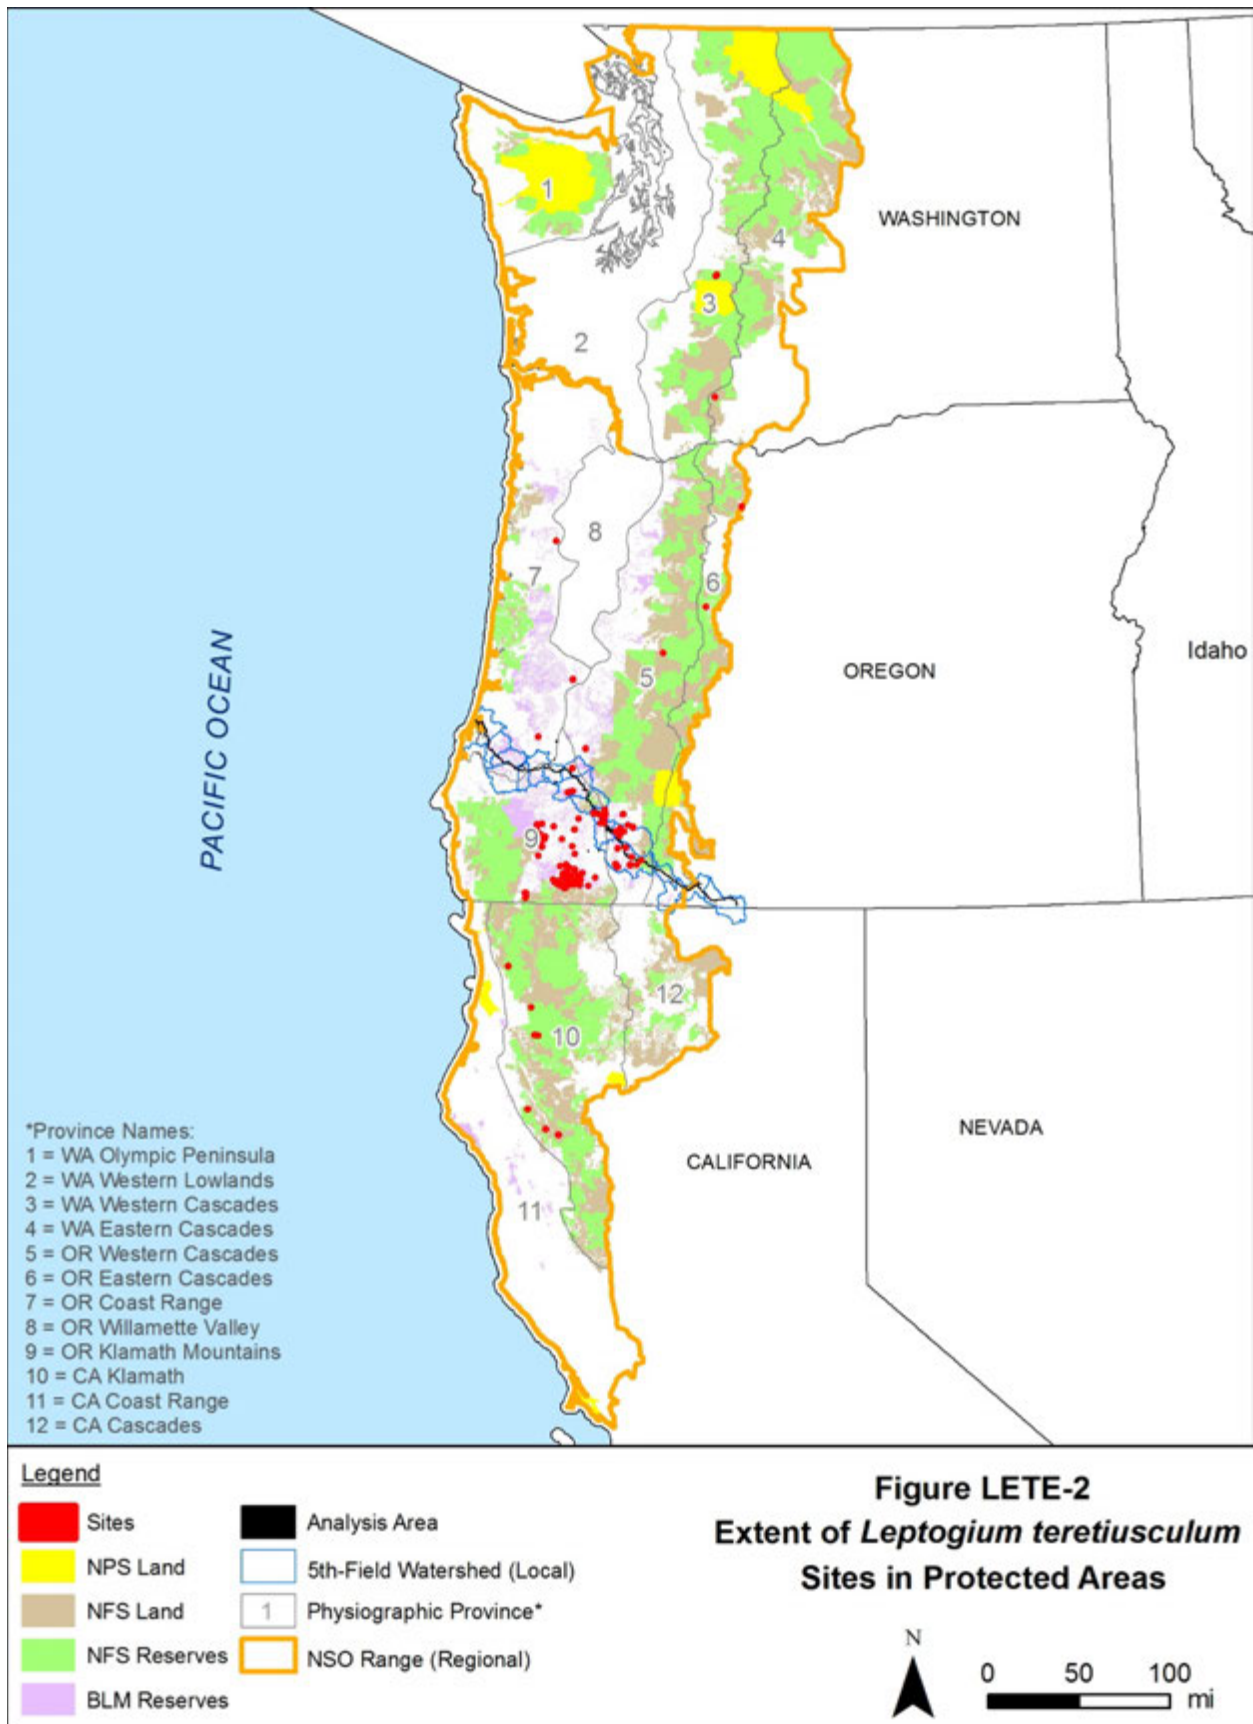 WASHINGTON
OREGON
Idaho
CALIFORNIA
NEVADA
PACIFIC OCEAN
1
2
3
4
5
6
7
8
9
10
11
12
*Province Names:
1 = WA Olympic Peninsula
2 = WA Western Lowlands
3 = WA Western Cascades
4 = WA Eastern Cascades
5 = OR Western Cascades
6 = OR Eastern Cascades
7 = OR Coast Range
8 = OR Willamette Valley
9 = OR Klamath Mountains
10 = CA Klamath
11 = CA Coast Range
12 = CA Cascades
Legend
Sites
NPS Land
NFS Land
NFS Reserves
BLM Reserves
Analysis Area
5th-Field Watershed (Local)
1 Physiographic Province*
NSO Range (Regional)
Figure LETE-2
Extent of Leptogium teretiusculum
Sites in Protected Areas
N
0 50 100
mi